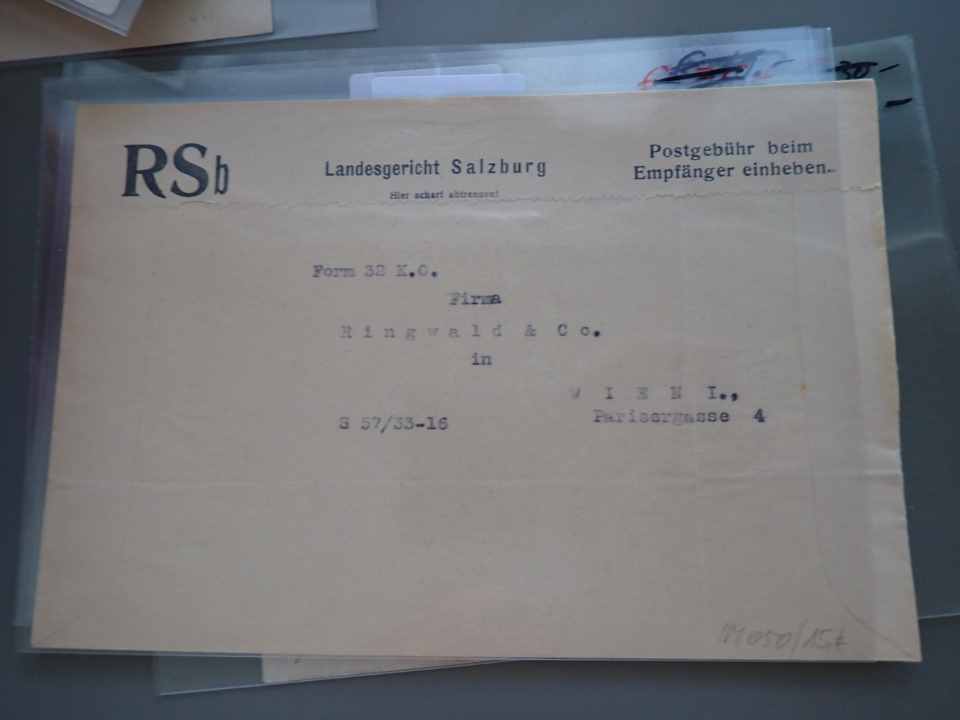 RSb
Landesgericht Salzburg
Hier scharf abtrennen!
Postgebühr beim
Empfänger einheben.
Form 32 K.O.
Firma
Ringwald & Co.
in
WIEN I.,
Parisergasse 4
S 57/33-16